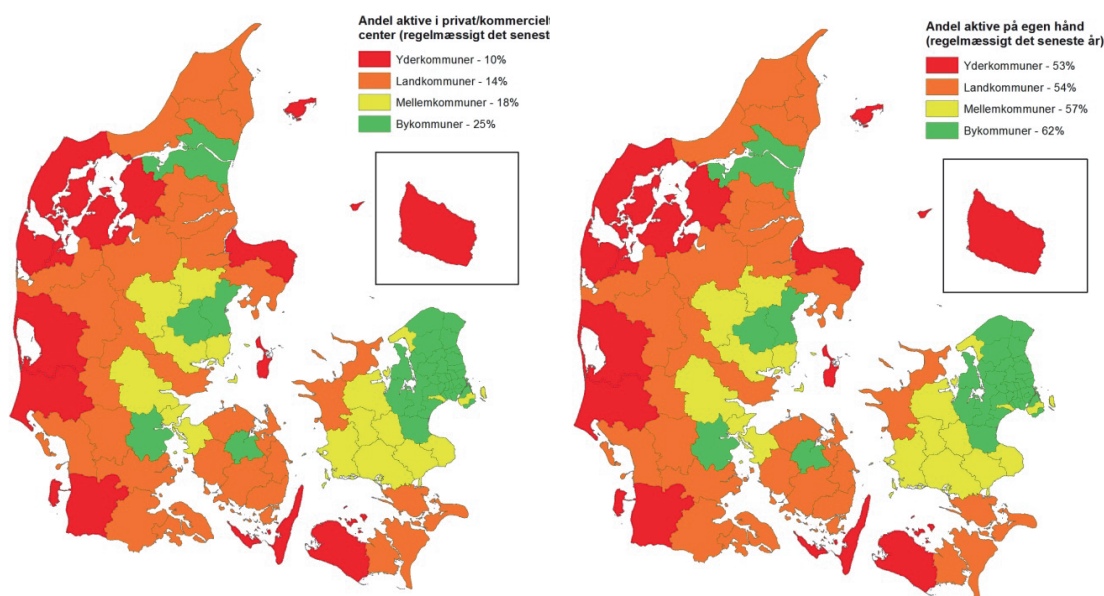 Andel aktive i privat/kommercielt
center (regelmæssigt det senest
Yderkommuner - 10%
Landkommuner - 14%
Mellemkommuner - 18%
Bykommuner - 25%
Andel aktive på egen hånd
(regelmæssigt det seneste år)
Yderkommuner - 53%
Landkommuner - 54%
Mellemkommuner - 57%
Bykommuner - 62%